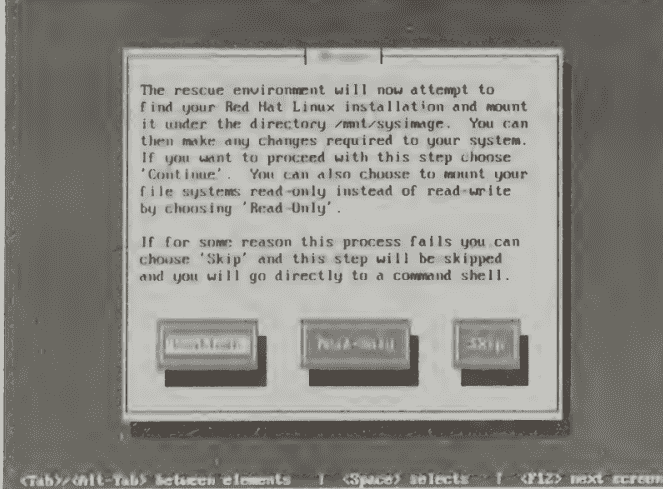 The rescue environment will now attempt to
find your Red Hat Linux installation and mount
it under the directory /mnt/sysimage.  You can
then make any changes required to your system.
If you want to proceed with this step choose
'Continue'.  You can also choose to mount your
file systems read-only instead of read-write
by choosing 'Read-Only'.
If for some reason this process fails you can
choose 'Skip' and this step will be skipped
and you will go directly to a command shell.
Continue Read-Only Skip
<Tab>/<Alt-Tab> between elements | <Space> selects | <F12> next screen